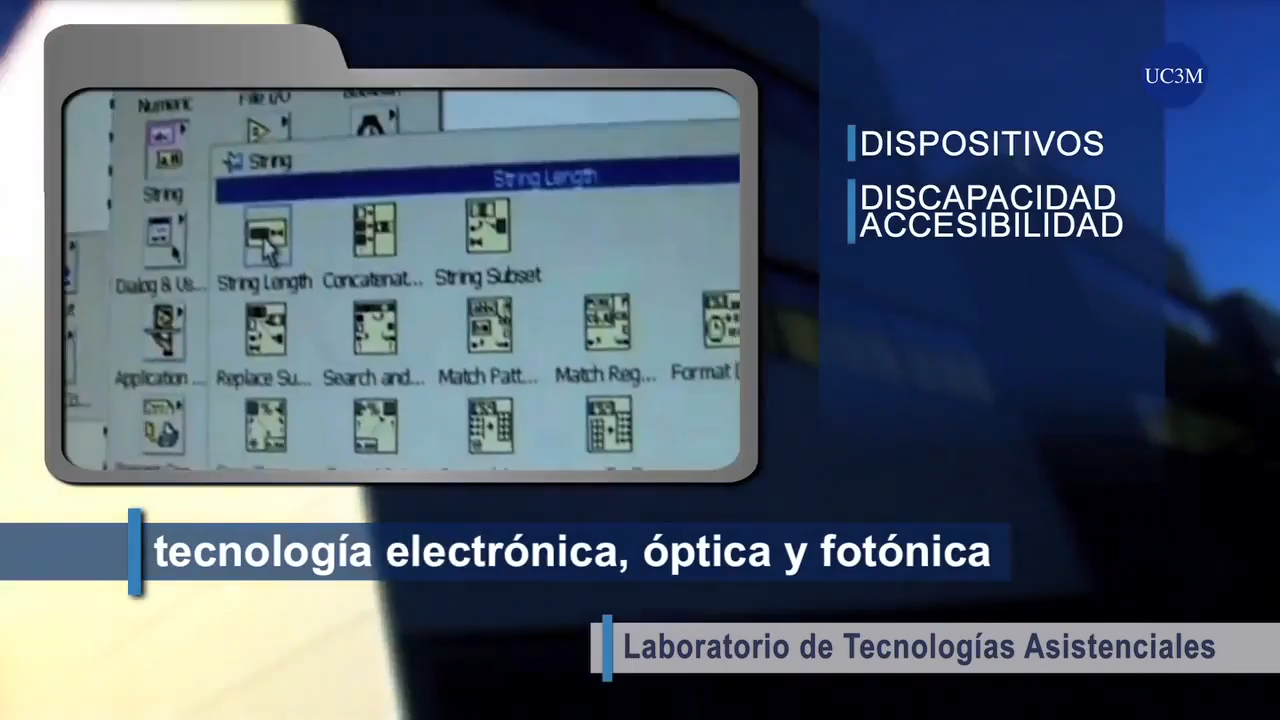 UC3M
DISPOSITIVOS
DISCAPACIDAD
ACCESIBILIDAD
Numeric
File I/O
String
String
String Length
String Length
Concatenat...
String Subset
Dialog & Us...
Application ...
Replace Su...
Search and...
Match Patt...
Match Reg...
Format
tecnología electrónica, óptica y fotónica
Laboratorio de Tecnologías Asistenciales